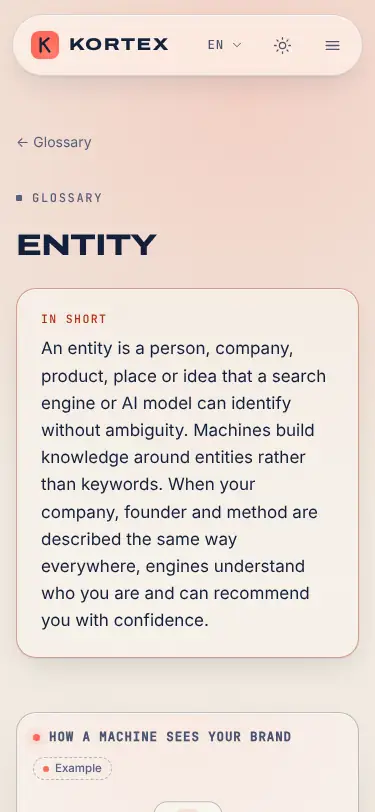 K KORTEX EN
← Glossary
GLOSSARY
ENTITY
IN SHORT
An entity is a person, company,
product, place or idea that a search
engine or AI model can identify
without ambiguity. Machines build
knowledge around entities rather
than keywords. When your
company, founder and method are
described the same way
everywhere, engines understand
who you are and can recommend
you with confidence.
HOW A MACHINE SEES YOUR BRAND
Example